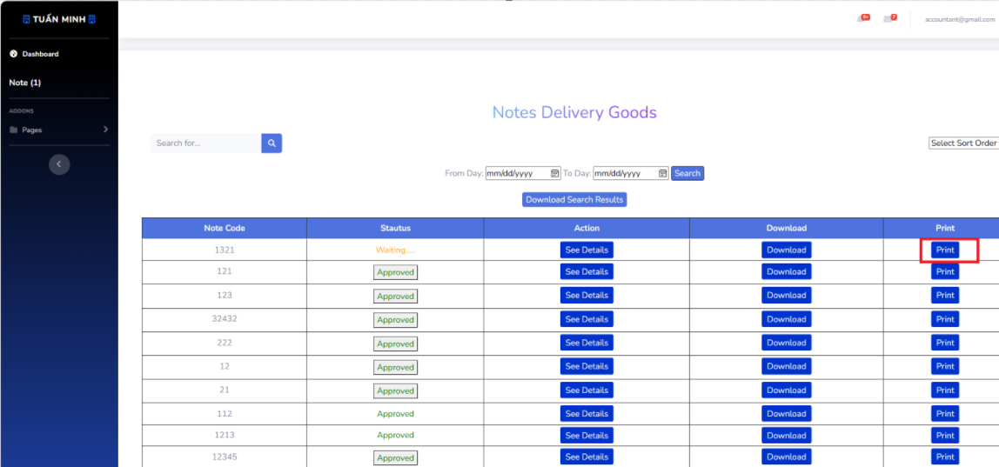 TUẤN MINH
9+
7
accountant@gmail.com
Dashboard
Note (1)
ADDONS
Pages
Notes Delivery Goods
Search for...
Select Sort Order
From Day: mm/dd/yyyy To Day: mm/dd/yyyy Search
Download Search Results
Note Code Stautus Action Download Print
1321 Waiting..... See Details Download Print
121 Approved See Details Download Print
123 Approved See Details Download Print
32432 Approved See Details Download Print
222 Approved See Details Download Print
12 Approved See Details Download Print
21 Approved See Details Download Print
112 Approved See Details Download Print
1213 Approved See Details Download Print
12345 Approved See Details Download Print